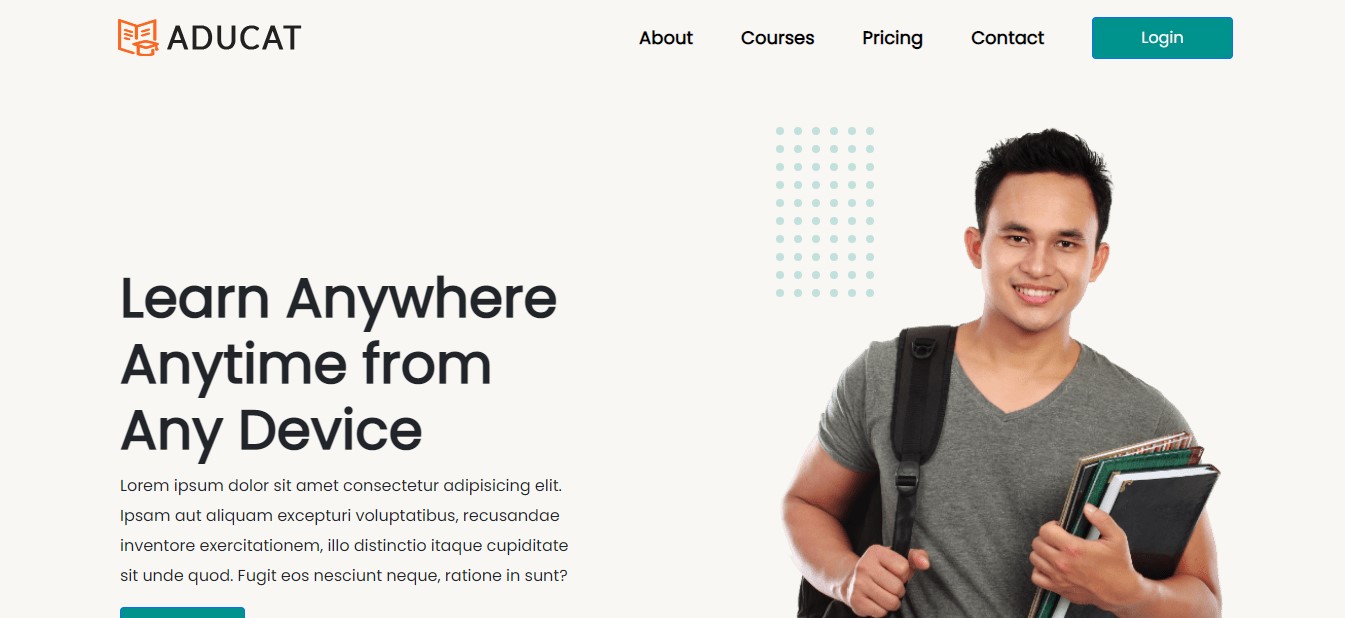 ADUCAT
About
Courses
Pricing
Contact
Login
Learn Anywhere
Anytime from
Any Device
Lorem ipsum dolor sit amet consectetur adipisicing elit.
Ipsam aut aliquam excepturi voluptatibus, recusandae
inventore exercitationem, illo distinctio itaque cupiditate
sit unde quod. Fugit eos nesciunt neque, ratione in sunt?